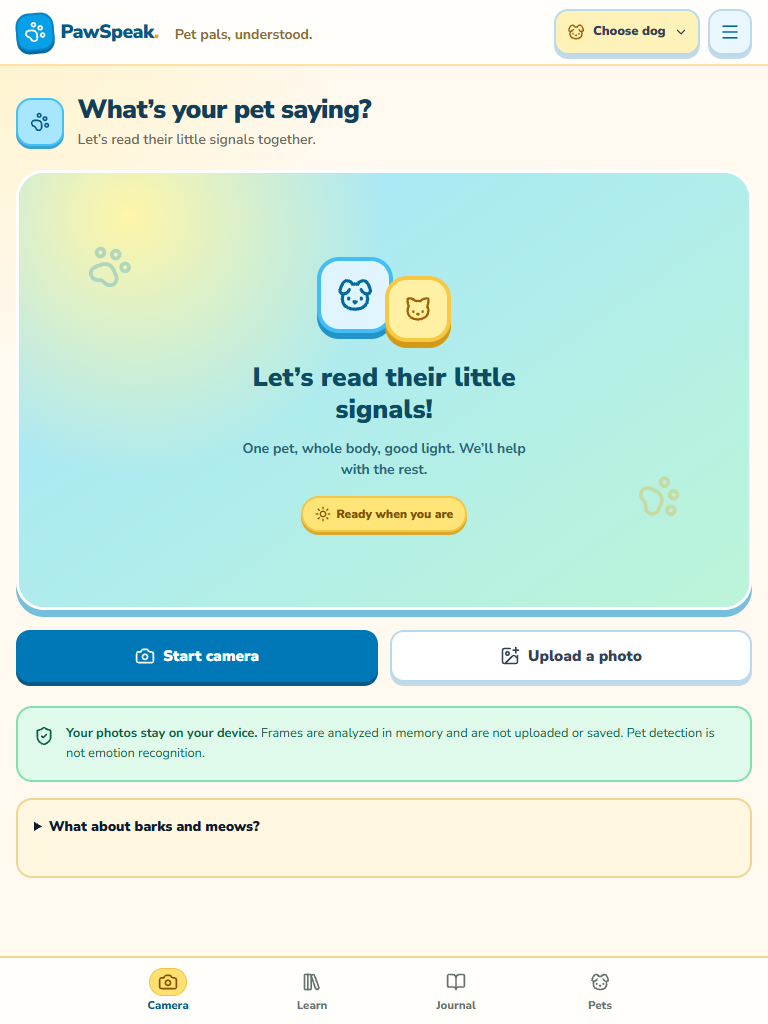 PawSpeak.
Pet pals, understood.
Choose dog
What’s your pet saying?
Let’s read their little signals together.
Let’s read their little
signals!
One pet, whole body, good light. We’ll help
with the rest.
Ready when you are
Start camera
Upload a photo
Your photos stay on your device. Frames are analyzed in memory and are not uploaded or saved. Pet detection is
not emotion recognition.
What about barks and meows?
Camera
Learn
Journal
Pets